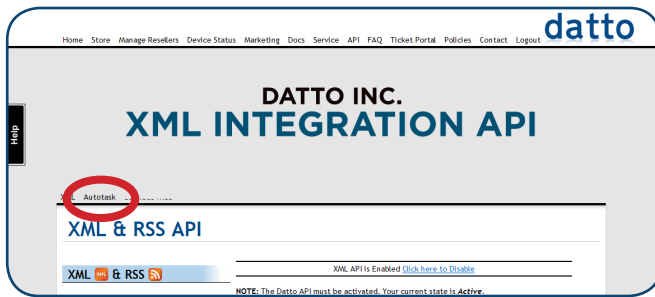 datto
Home Store Manage Resellers Device Status Marketing Docs Service API FAQ Ticket Portal Policies Contact Logout
DATTO INC.
XML INTEGRATION API
Help
Autotask
XML & RSS API
XML XML & RSS
XML API is Enabled Click here to Disable
NOTE: The Datto API must be activated. Your current state is Active.